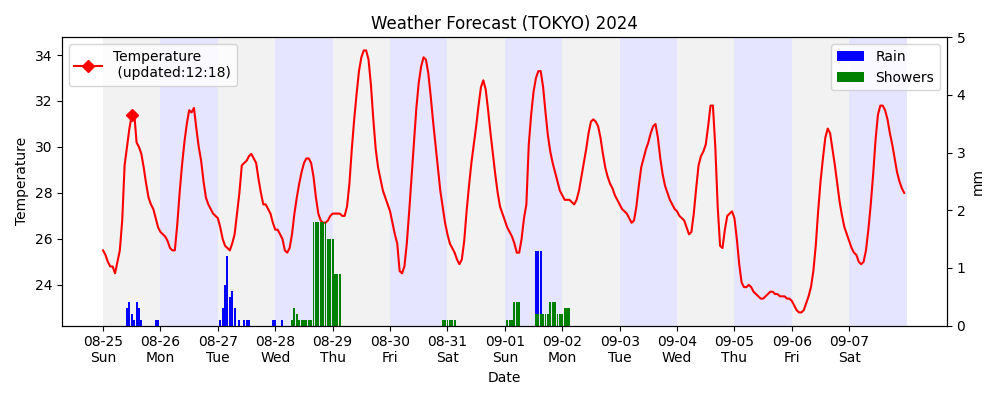 Weather Forecast (TOKYO) 2024
Temperature
(updated:12:18)
Rain
Showers
Temperature
34
32
30
28
26
24
5
4
3
2
1
0
mm
08-25 08-26 08-27 08-28 08-29 08-30 08-31 09-01 09-02 09-03 09-04 09-05 09-06 09-07
Sun Mon Tue Wed Thu Fri Sat Sun Mon Tue Wed Thu Fri Sat
Date